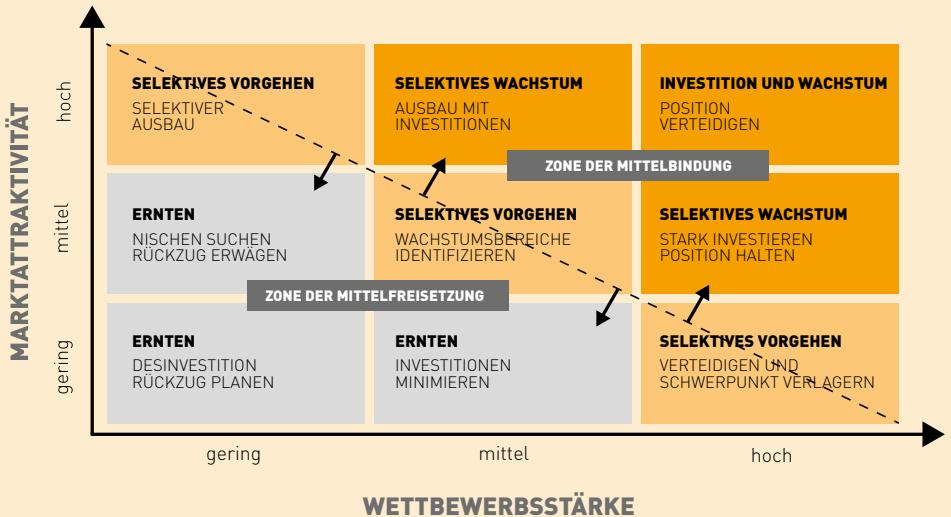 MARKTATTRAKTIVITÄT
hoch
mittel
gering
SELEKTIVES VORGEHEN
SELEKTIVER
AUSBAU
SELEKTIVES WACHSTUM
AUSBAU MIT
INVESTITIONEN
INVESTITION UND WACHSTUM
POSITION
VERTEIDIGEN
ZONE DER MITTELBINDUNG
ERNTEN
NISCHEN SUCHEN
RÜCKZUG ERWÄGEN
SELEKTIVES VORGEHEN
WACHSTUMSBEREICHE
IDENTIFIZIEREN
SELEKTIVES WACHSTUM
STARK INVESTIEREN
POSITION HALTEN
ZONE DER MITTELFREISETZUNG
ERNTEN
DESINVESTITION
RÜCKZUG PLANEN
ERNTEN
INVESTITIONEN
MINIMIEREN
SELEKTIVES VORGEHEN
VERTEIDIGEN UND
SCHWERPUNKT VERLAGERN
gering
mittel
hoch
WETTBEWERBSSTÄRKE